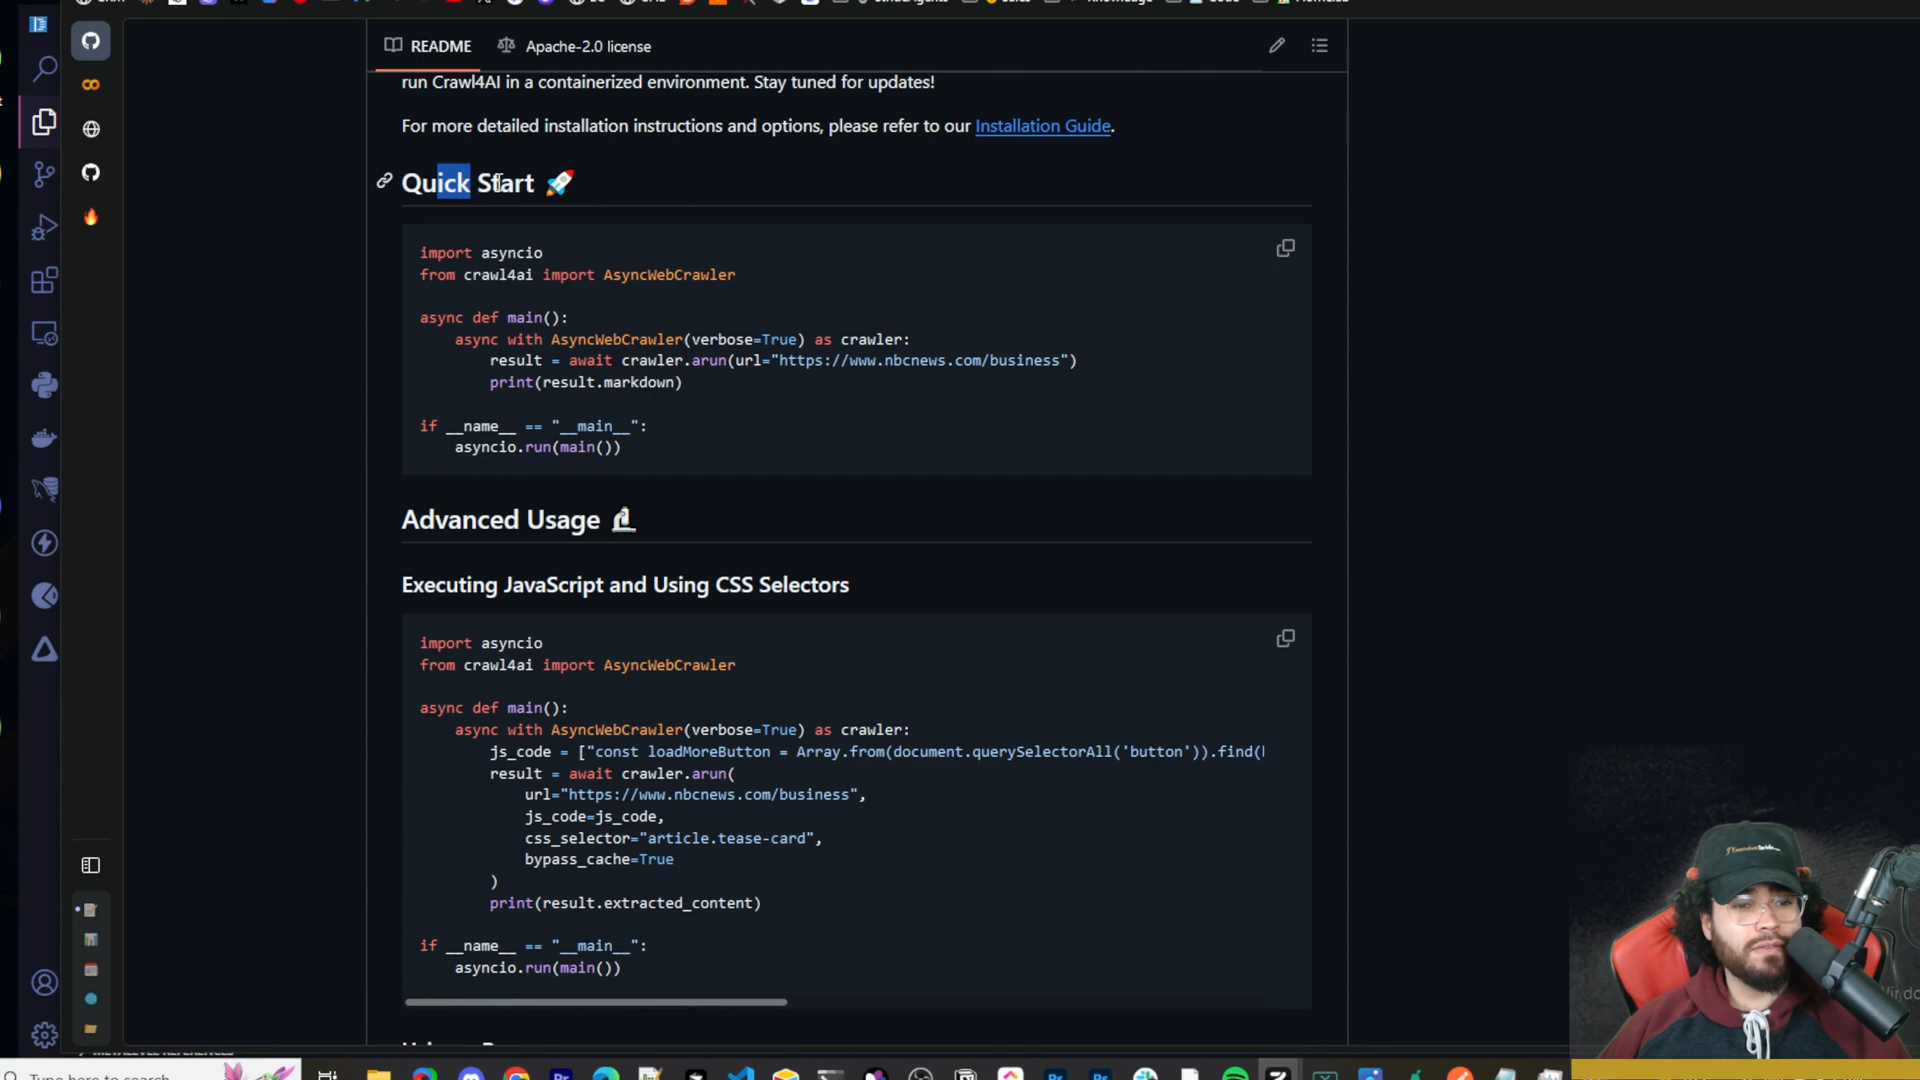 README
Apache-2.0 license
run Crawl4AI in a containerized environment. Stay tuned for updates!
For more detailed installation instructions and options, please refer to our Installation Guide.
Quick Start 🚀
import asyncio
from crawl4ai import AsyncWebCrawler
async def main():
async with AsyncWebCrawler(verbose=True) as crawler:
result = await crawler.arun(url="https://www.nbcnews.com/business")
print(result.markdown)
if __name__ == "__main__":
asyncio.run(main())
Advanced Usage 🔬
Executing JavaScript and Using CSS Selectors
import asyncio
from crawl4ai import AsyncWebCrawler
async def main():
async with AsyncWebCrawler(verbose=True) as crawler:
js_code = ["const loadMoreButton = Array.from(document.querySelectorAll('button')).find(
result = await crawler.arun(
url="https://www.nbcnews.com/business",
js_code=js_code,
css_selector="article.tease-card",
bypass_cache=True
)
print(result.extracted_content)
if __name__ == "__main__":
asyncio.run(main())
Type here to search